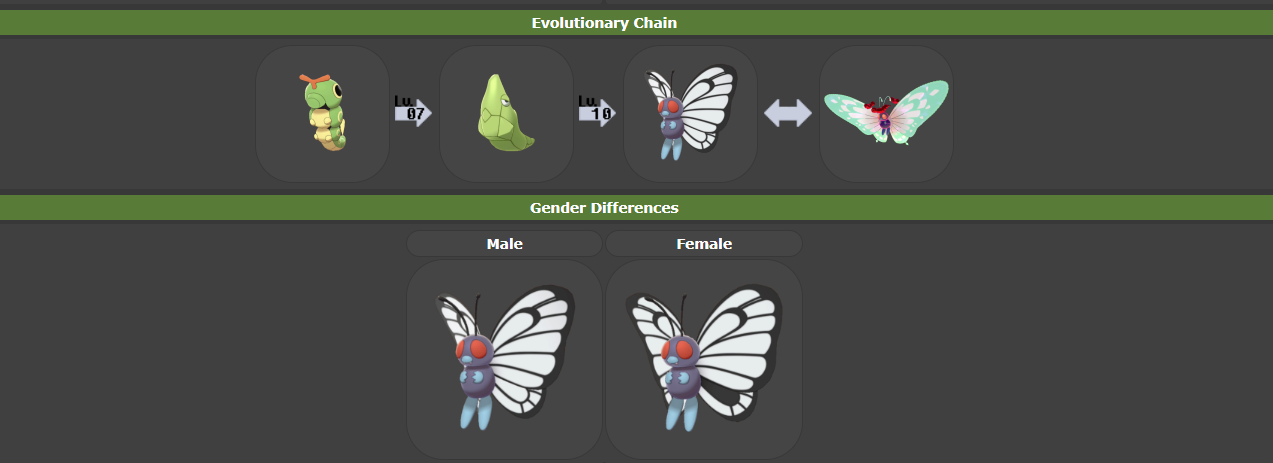 Evolutionary Chain
Lv. 07
Lv. 10
Gender Differences
Male Female